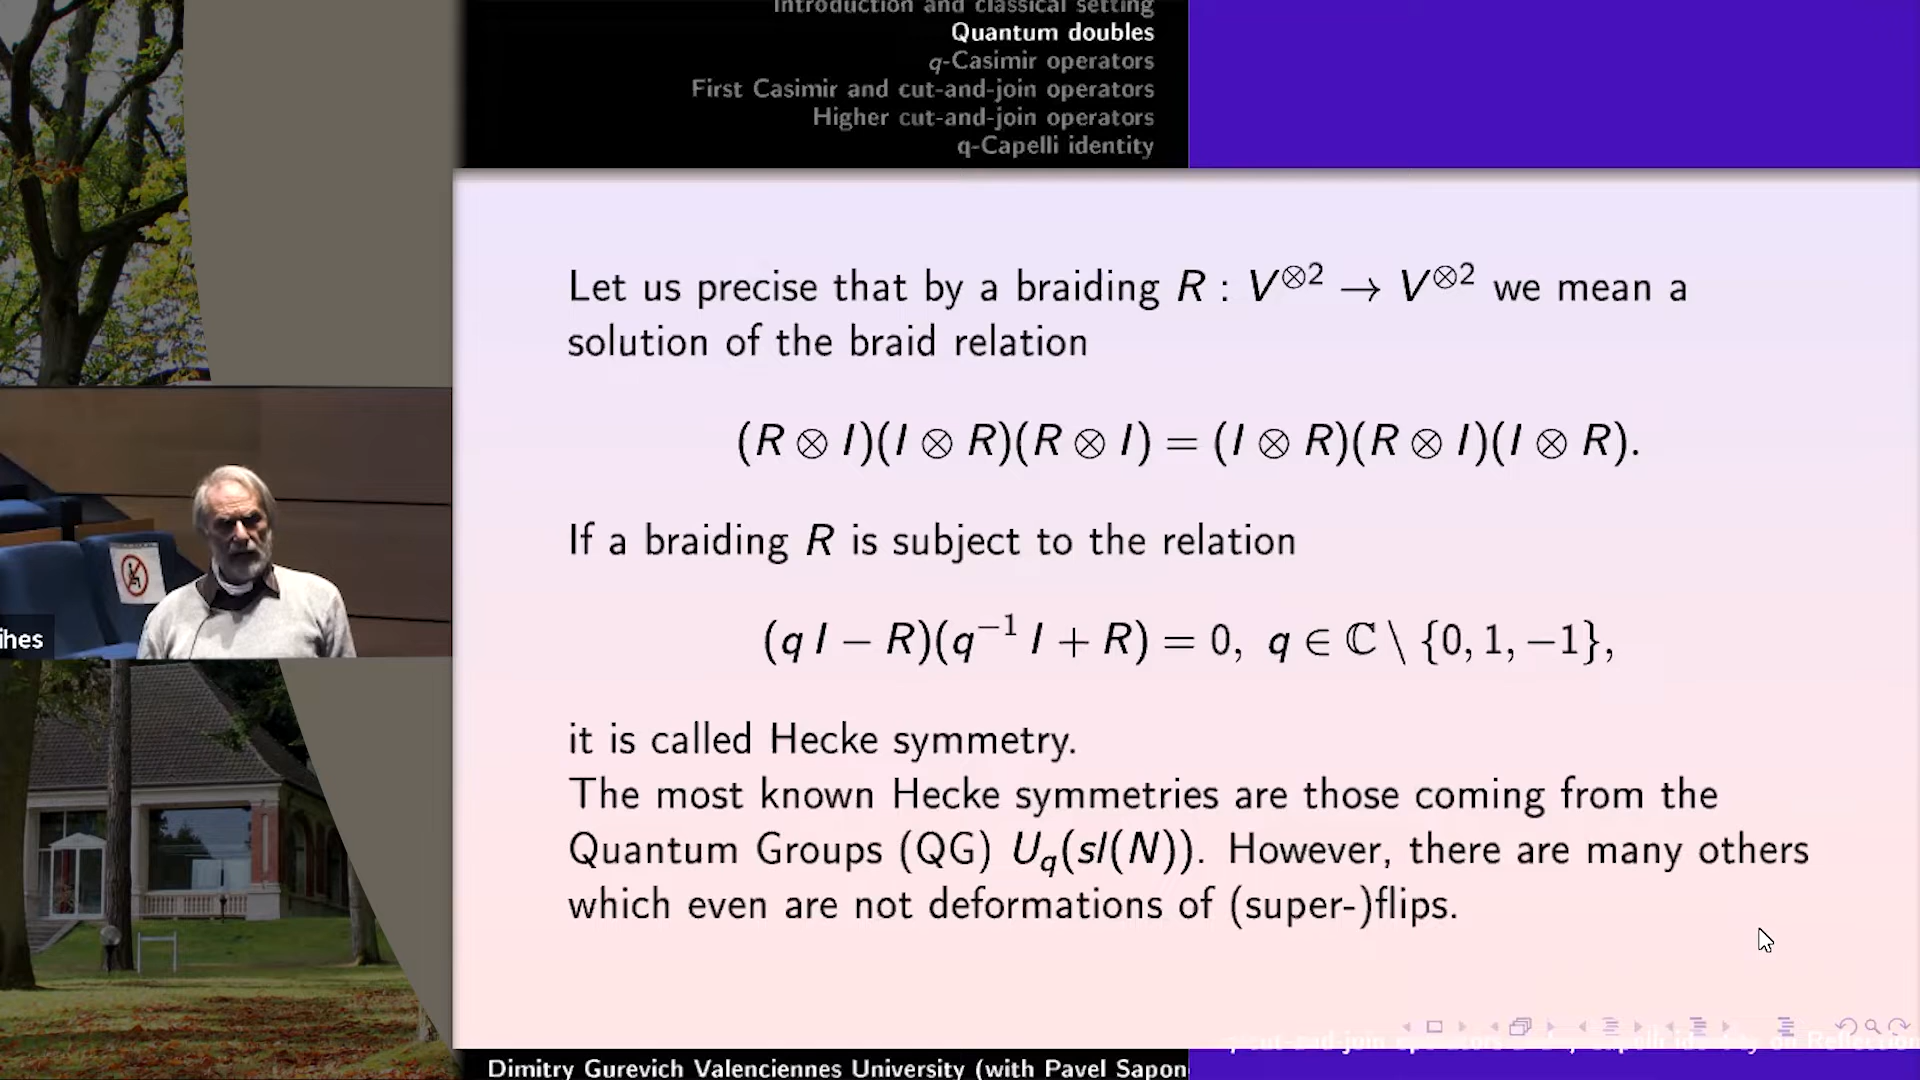 Introduction and classical setting
Quantum doubles
q-Casimir operators
First Casimir and cut-and-join operators
Higher cut-and-join operators
q-Capelli identity
Let us precise that by a braiding R : V^{⊗2} → V^{⊗2} we mean a
solution of the braid relation
(R ⊗ I)(I ⊗ R)(R ⊗ I) = (I ⊗ R)(R ⊗ I)(I ⊗ R).
If a braiding R is subject to the relation
(q I − R)(q^{−1} I + R) = 0, q ∈ ℂ \ {0, 1, −1},
it is called Hecke symmetry.
The most known Hecke symmetries are those coming from the
Quantum Groups (QG) U_q(sl(N)). However, there are many others
which even are not deformations of (super-)flips.
ihes
Dimitry Gurevich Valenciennes University (with Pavel Sapon